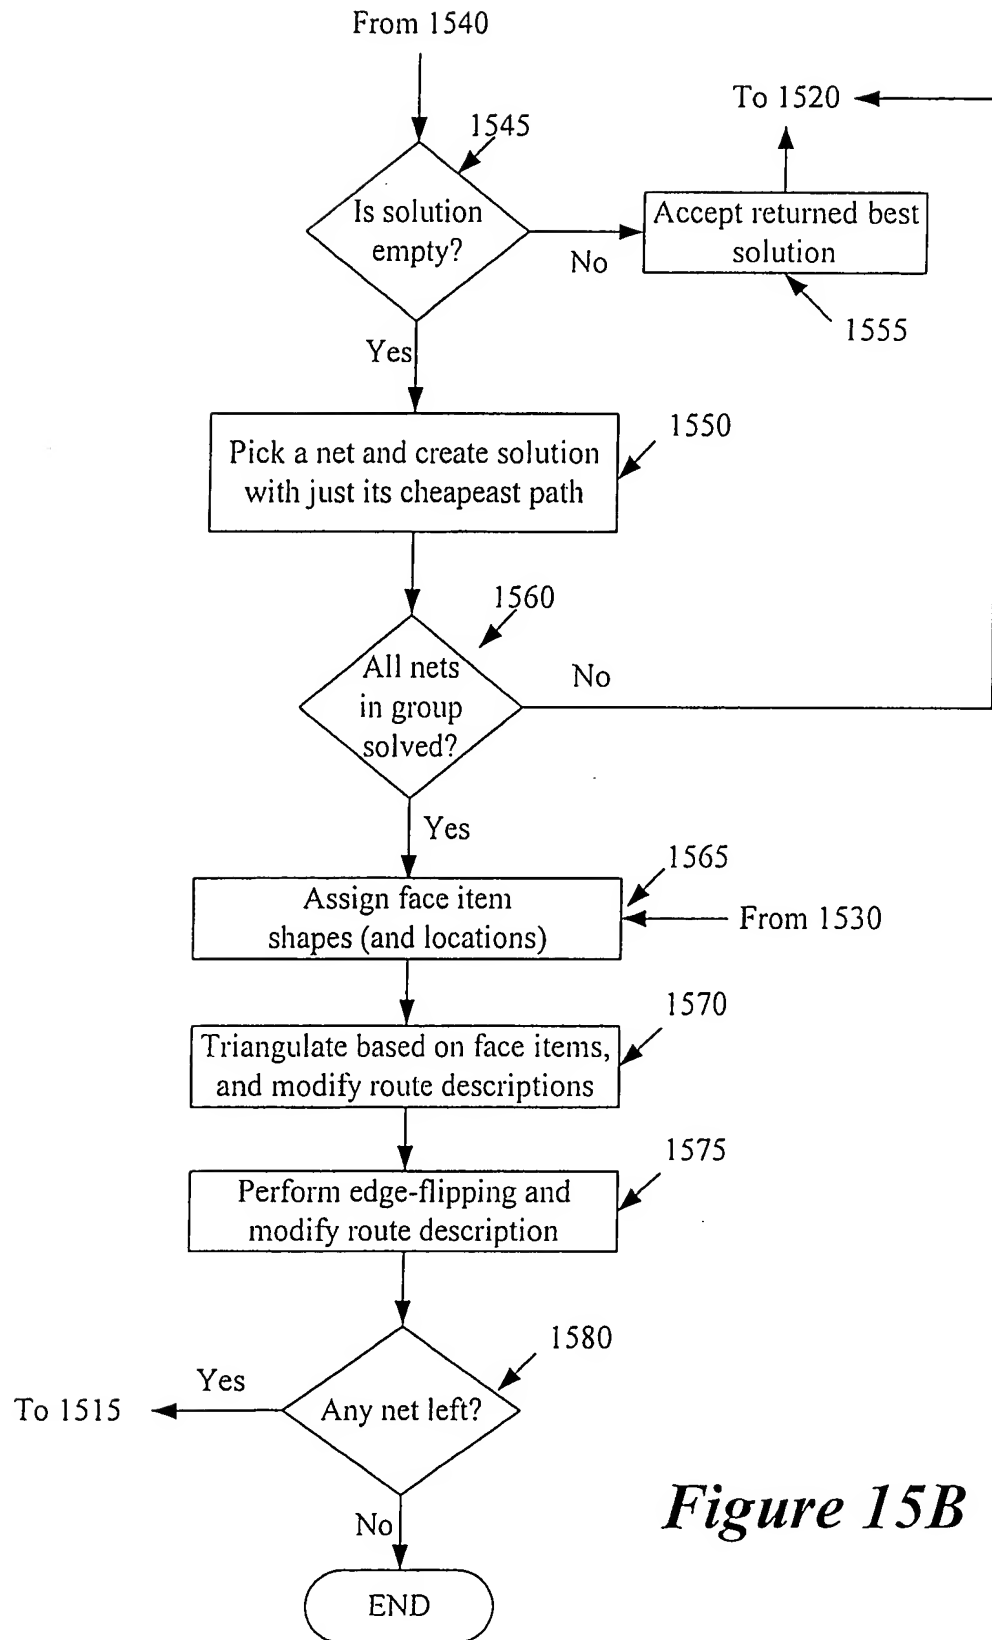 From 1540
To 1520
1545
Is solution
empty?
No
Accept returned best
solution
1555
Yes
1550
Pick a net and create solution
with just its cheapeast path
1560
All nets
in group
solved?
No
Yes
1565
Assign face item
shapes (and locations)
From 1530
1570
Triangulate based on face items,
and modify route descriptions
1575
Perform edge-flipping and
modify route description
1580
Yes
To 1515
Any net left?
No
Figure 15B
END